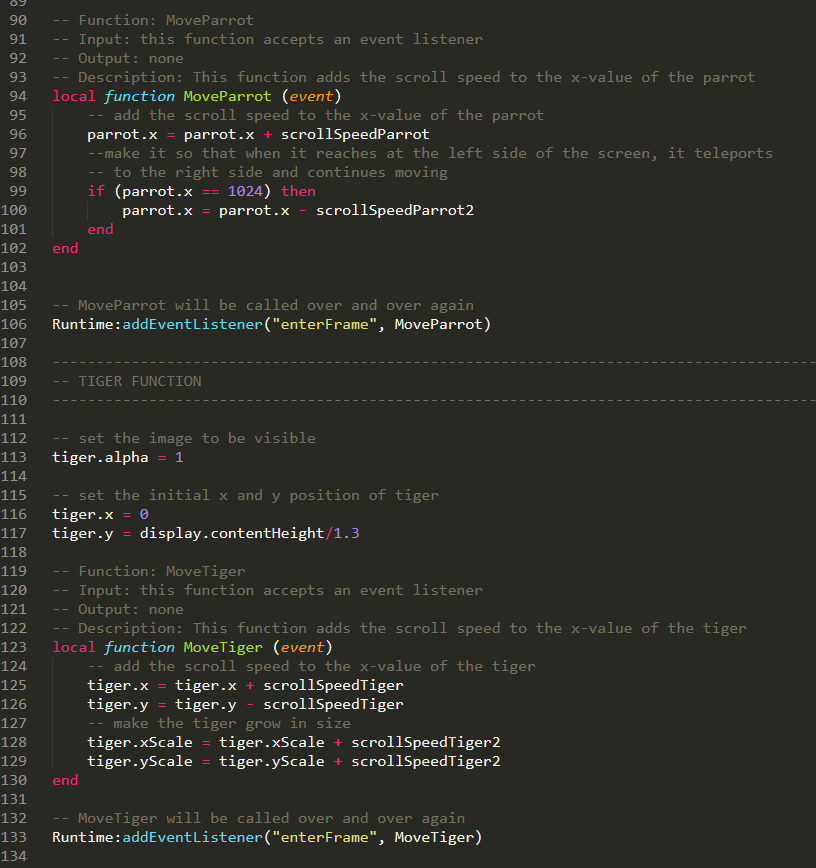 89
90 -- Function: MoveParrot
91 -- Input: this function accepts an event listener
92 -- Output: none
93 -- Description: This function adds the scroll speed to the x-value of the parrot
94 local function MoveParrot (event)
95     -- add the scroll speed to the x-value of the parrot
96     parrot.x = parrot.x + scrollSpeedParrot
97     --make it so that when it reaches at the left side of the screen, it teleports
98     -- to the right side and continues moving
99     if (parrot.x == 1024) then
100         parrot.x = parrot.x - scrollSpeedParrot2
101     end
102 end
103
104
105 -- MoveParrot will be called over and over again
106 Runtime:addEventListener("enterFrame", MoveParrot)
107
108 ---------------------------------------------------------------------------------------
109 -- TIGER FUNCTION
110 ---------------------------------------------------------------------------------------
111
112 -- set the image to be visible
113 tiger.alpha = 1
114
115 -- set the initial x and y position of tiger
116 tiger.x = 0
117 tiger.y = display.contentHeight/1.3
118
119 -- Function: MoveTiger
120 -- Input: this function accepts an event listener
121 -- Output: none
122 -- Description: This function adds the scroll speed to the x-value of the tiger
123 local function MoveTiger (event)
124     -- add the scroll speed to the x-value of the tiger
125     tiger.x = tiger.x + scrollSpeedTiger
126     tiger.y = tiger.y - scrollSpeedTiger
127     -- make the tiger grow in size
128     tiger.xScale = tiger.xScale + scrollSpeedTiger2
129     tiger.yScale = tiger.yScale + scrollSpeedTiger2
130 end
131
132 -- MoveTiger will be called over and over again
133 Runtime:addEventListener("enterFrame", MoveTiger)
134